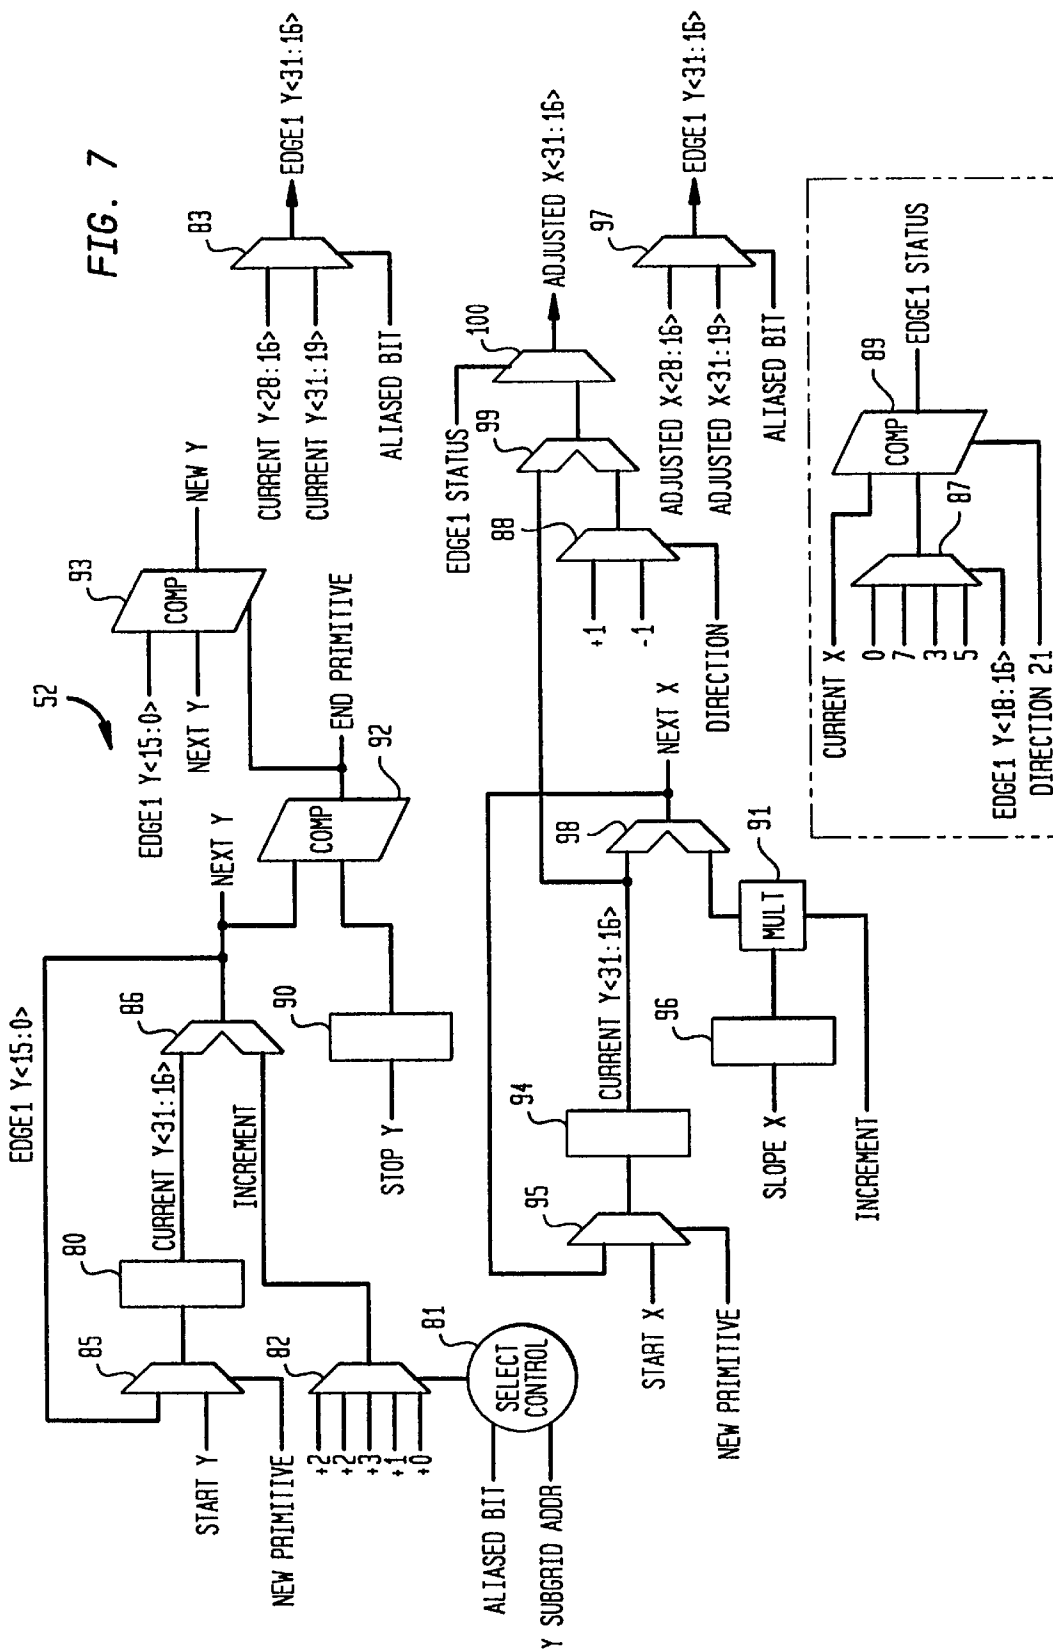 FIG. 7
52
EDGE1 Y<15:0>
START Y
NEW PRIMITIVE
85
80
CURRENT Y<31:16>
86
NEXT Y
INCREMENT
+2
+2
+3
+1
+0
82
ALIASED BIT
Y SUBGRID ADDR
SELECT
CONTROL
81
STOP Y
90
COMP
92
END PRIMITIVE
EDGE1 Y<15:0>
NEXT Y
COMP
93
NEW Y
CURRENT Y<28:16>
CURRENT Y<31:19>
ALIASED BIT
83
EDGE1 Y<31:16>
START X
NEW PRIMITIVE
95
94
CURRENT Y<31:16>
98
NEXT X
SLOPE X
96
INCREMENT
MULT
91
+1
-1
DIRECTION
88
99
EDGE1 STATUS
100
ADJUSTED X<31:16>
ADJUSTED X<28:16>
ADJUSTED X<31:19>
ALIASED BIT
97
EDGE1 Y<31:16>
CURRENT X
0
7
3
5
EDGE1 Y<18:16>
DIRECTION 21
87
COMP
89
EDGE1 STATUS